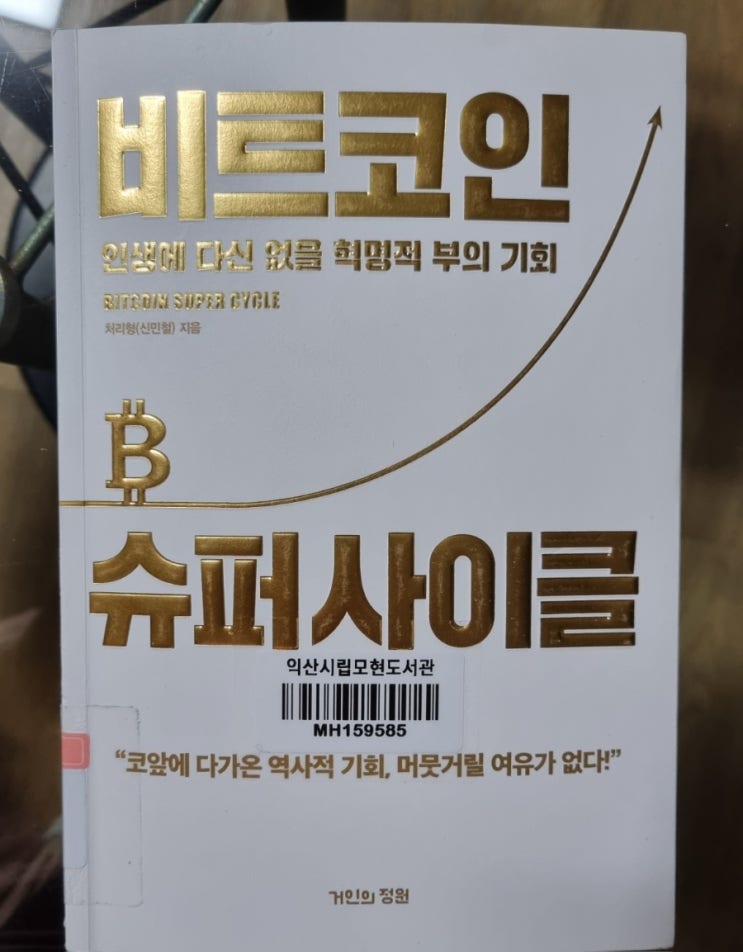 비트코인
인생에 다신 없을 혁명적 부의 기회
BITCOIN SUPER CYCLE
처리형(신민철) 지음
슈퍼사이클
익산시립모현도서관
MH159585
“코앞에 다가온 역사적 기회, 머뭇거릴 여유가 없다!”
거인의 정원